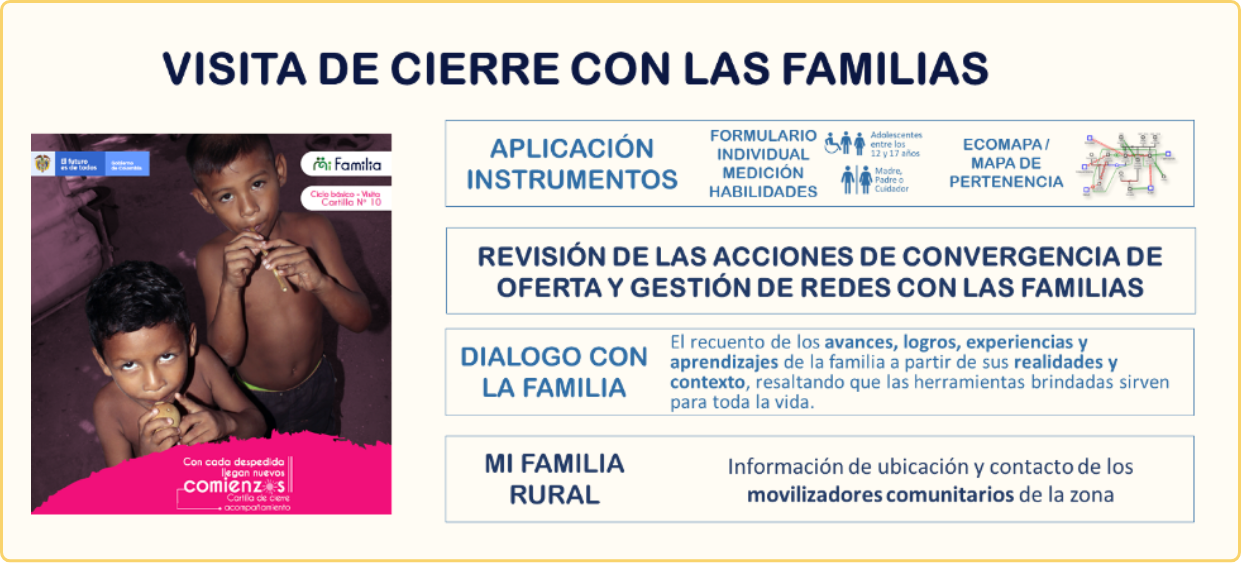 VISITA DE CIERRE CON LAS FAMILIAS
El futuro
es de todos
Gobierno
de Colombia
Mi Familia
Ciclo básico - Visita
Cartilla N° 10
Con cada despedida
llegan nuevos
comienzos
Cartilla de cierre
acompañamiento
APLICACIÓN
INSTRUMENTOS
FORMULARIO
INDIVIDUAL
MEDICIÓN
HABILIDADES
Adolescentes
entre los
12 y 17 años
Madre,
Padre o
Cuidador
ECOMAPA /
MAPA DE
PERTENENCIA
REVISIÓN DE LAS ACCIONES DE CONVERGENCIA DE
OFERTA Y GESTIÓN DE REDES CON LAS FAMILIAS
DIALOGO CON
LA FAMILIA
El recuento de los avances, logros, experiencias y
aprendizajes de la familia a partir de sus realidades y
contexto, resaltando que las herramientas brindadas sirven
para toda la vida.
MI FAMILIA
RURAL
Información de ubicación y contacto de los
movilizadores comunitarios de la zona